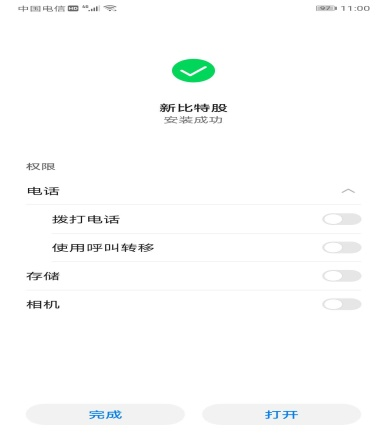 中国电信 HD 11:00
新比特股
安装成功
权限
电话
拨打电话
使用呼叫转移
存储
相机
完成 打开